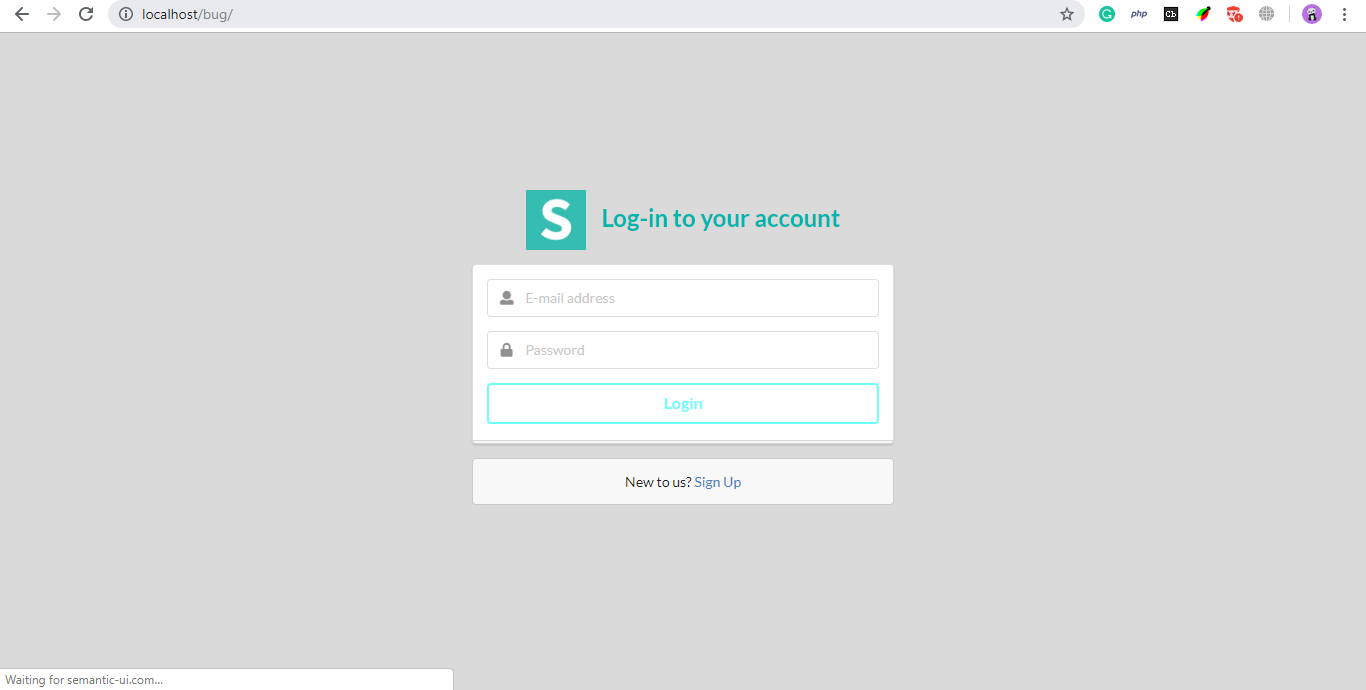 localhost/bug/
php
Cb
S
Log-in to your account
E-mail address
Password
Login
New to us? Sign Up
Waiting for semantic-ui.com...